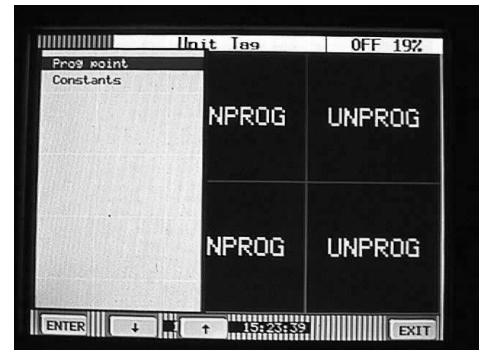 Unit Tag OFF 19%
Prog point
Constants
NPROG UNPROG
NPROG UNPROG
ENTER ↓ ↑ 15:23:39 EXIT